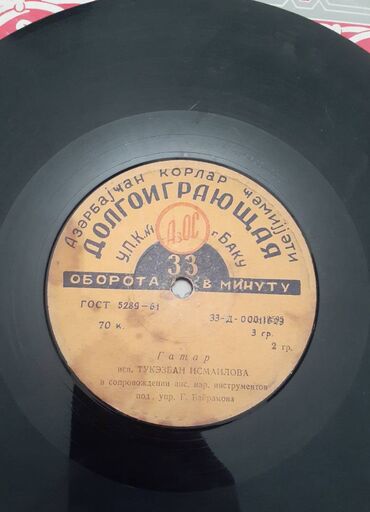 Азәрбајҹан корлар ҹәмијјәти
ДОЛГОИГРАЮЩАЯ
У.П.К.№1 АзОС г Баку
33
ОБОРОТА В МИНУТУ
ГОСТ 5289-61
70 к.
3 гр.
2 гр.
Гатар
исп. ТУКЭЗБАН ИСМАИЛОВА
в сопровождении анс. нар. инструментов
под. упр. Г. Байрамова